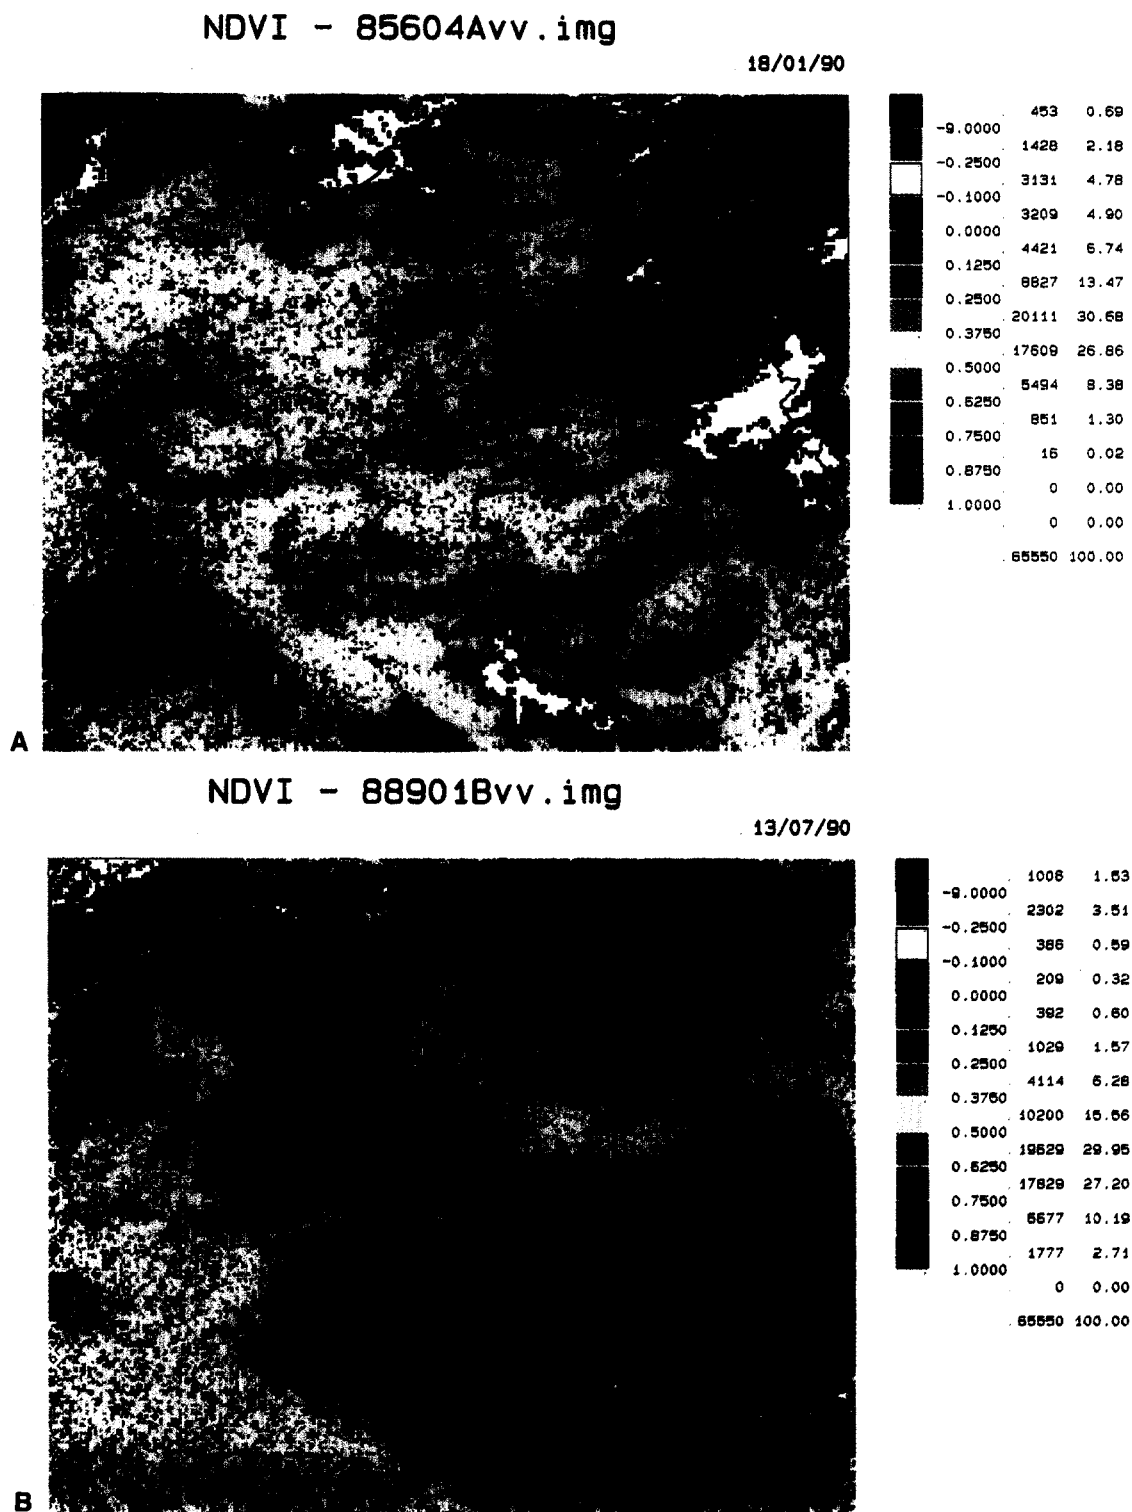 NDVI - 85604Avv.img
18/01/90
. 453 0.69
-9.0000
. 1428 2.18
-0.2500
. 3131 4.78
-0.1000
. 3209 4.90
0.0000
. 4421 6.74
0.1250
. 8827 13.47
0.2500
. 20111 30.68
0.3750
. 17609 26.86
0.5000
. 5494 8.38
0.6250
. 851 1.30
0.7500
. 16 0.02
0.8750
. 0 0.00
1.0000
. 0 0.00
. 65550 100.00
A
NDVI - 88901Bvv.img
13/07/90
. 1006 1.53
-9.0000
. 2302 3.51
-0.2500
. 386 0.59
-0.1000
. 209 0.32
0.0000
. 392 0.60
0.1250
. 1029 1.57
0.2500
. 4114 6.28
0.3750
. 10200 15.56
0.5000
. 19629 29.95
0.6250
. 17829 27.20
0.7500
. 6677 10.19
0.8750
. 1777 2.71
1.0000
0 0.00
. 65550 100.00
B